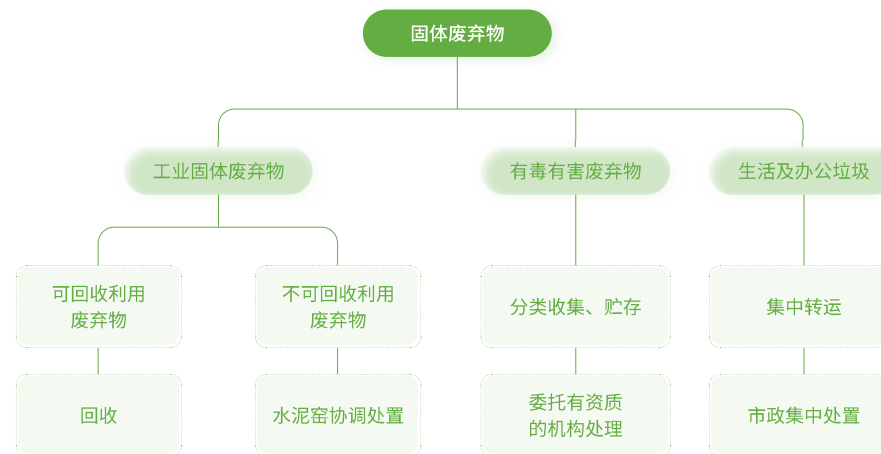 固体废弃物
工业固体废弃物
有毒有害废弃物
生活及办公垃圾
可回收利用
废弃物
不可回收利用
废弃物
分类收集、贮存
集中转运
回收
水泥窑协调处置
委托有资质
的机构处理
市政集中处置